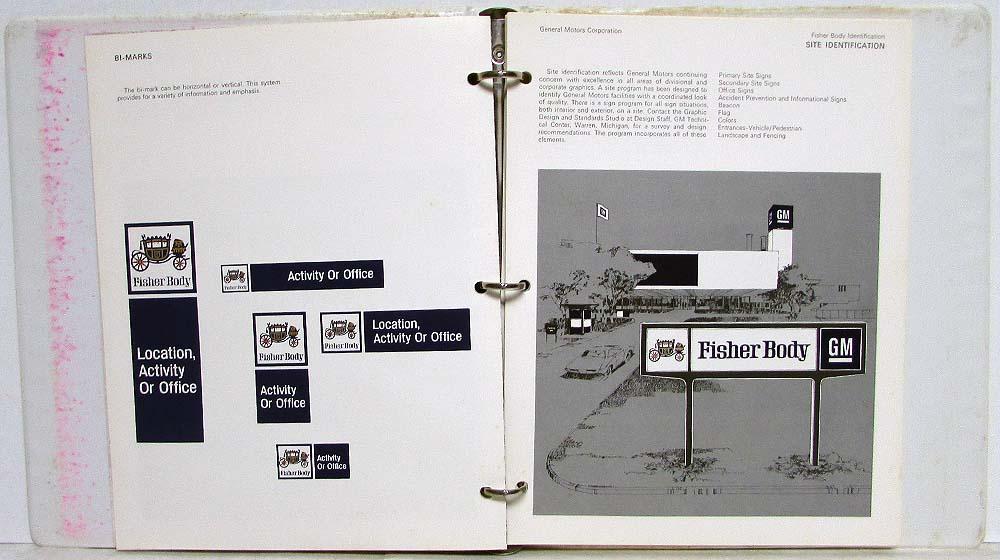 BI-MARKS
The bi-mark can be horizontal or vertical. This system
provides for a variety of information and emphasis.
Fisher Body
Location,
Activity
Or Office
Fisher Body
Activity Or Office
Fisher Body
Activity
Or Office
Fisher Body
Location,
Activity Or Office
Fisher Body
Activity
Or Office
General Motors Corporation
Fisher Body Identification
SITE IDENTIFICATION
Site identification reflects General Motors continuing
concern with excellence in all areas of divisional and
corporate graphics. A site program has been designed to
identify General Motors facilities with a coordinated look
of quality. There is a sign program for all sign situations,
both interior and exterior, on a site. Contact the Graphic
Design and Standards Studio at Design Staff, GM Techni-
cal Center, Warren, Michigan, for a survey and design
recommendations. The program incorporates all of these
elements.
Primary Site Signs
Secondary Site Signs
Office Signs
Accident Prevention and Informational Signs
Beacon
Flag
Colors
Entrances-Vehicle/Pedestrian
Landscape and Fencing
GM
Fisher Body
GM